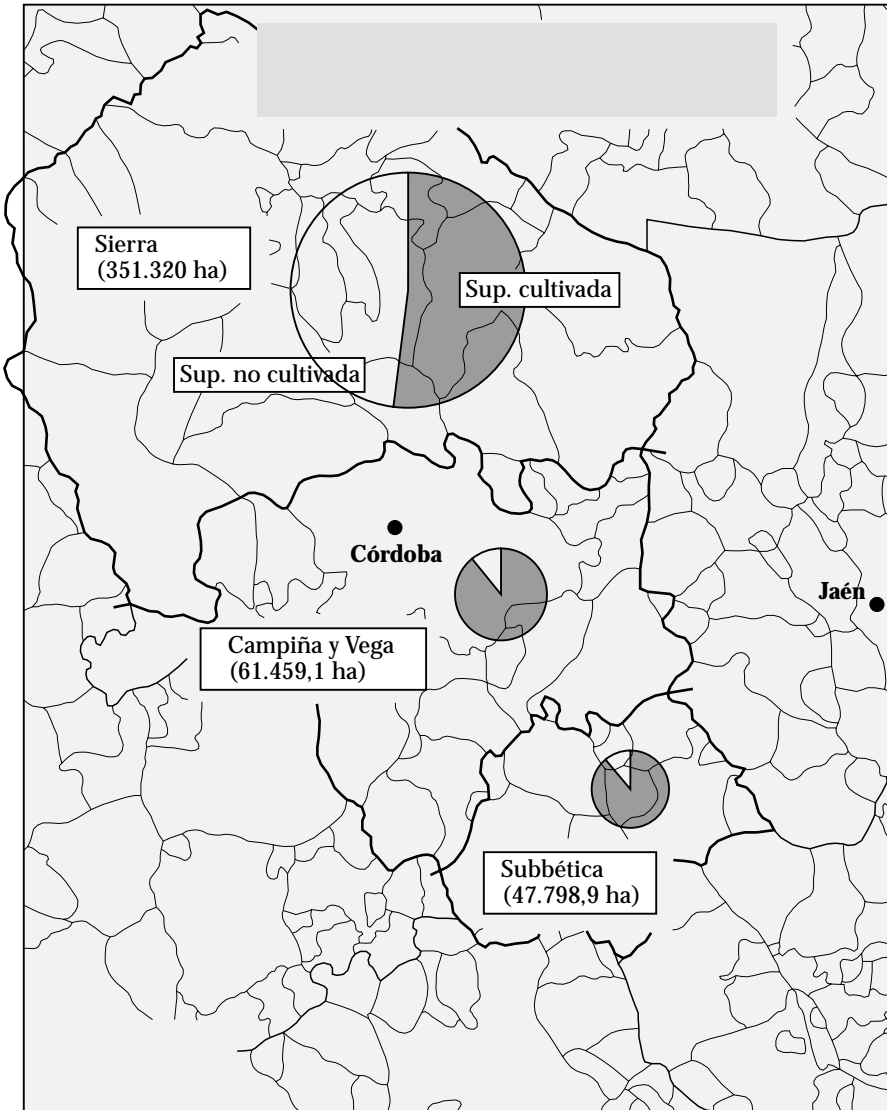 Sierra
(351.320 ha)
Sup. cultivada
Sup. no cultivada
Córdoba
Jaén
Campiña y Vega
(61.459,1 ha)
Subbética
(47.798,9 ha)